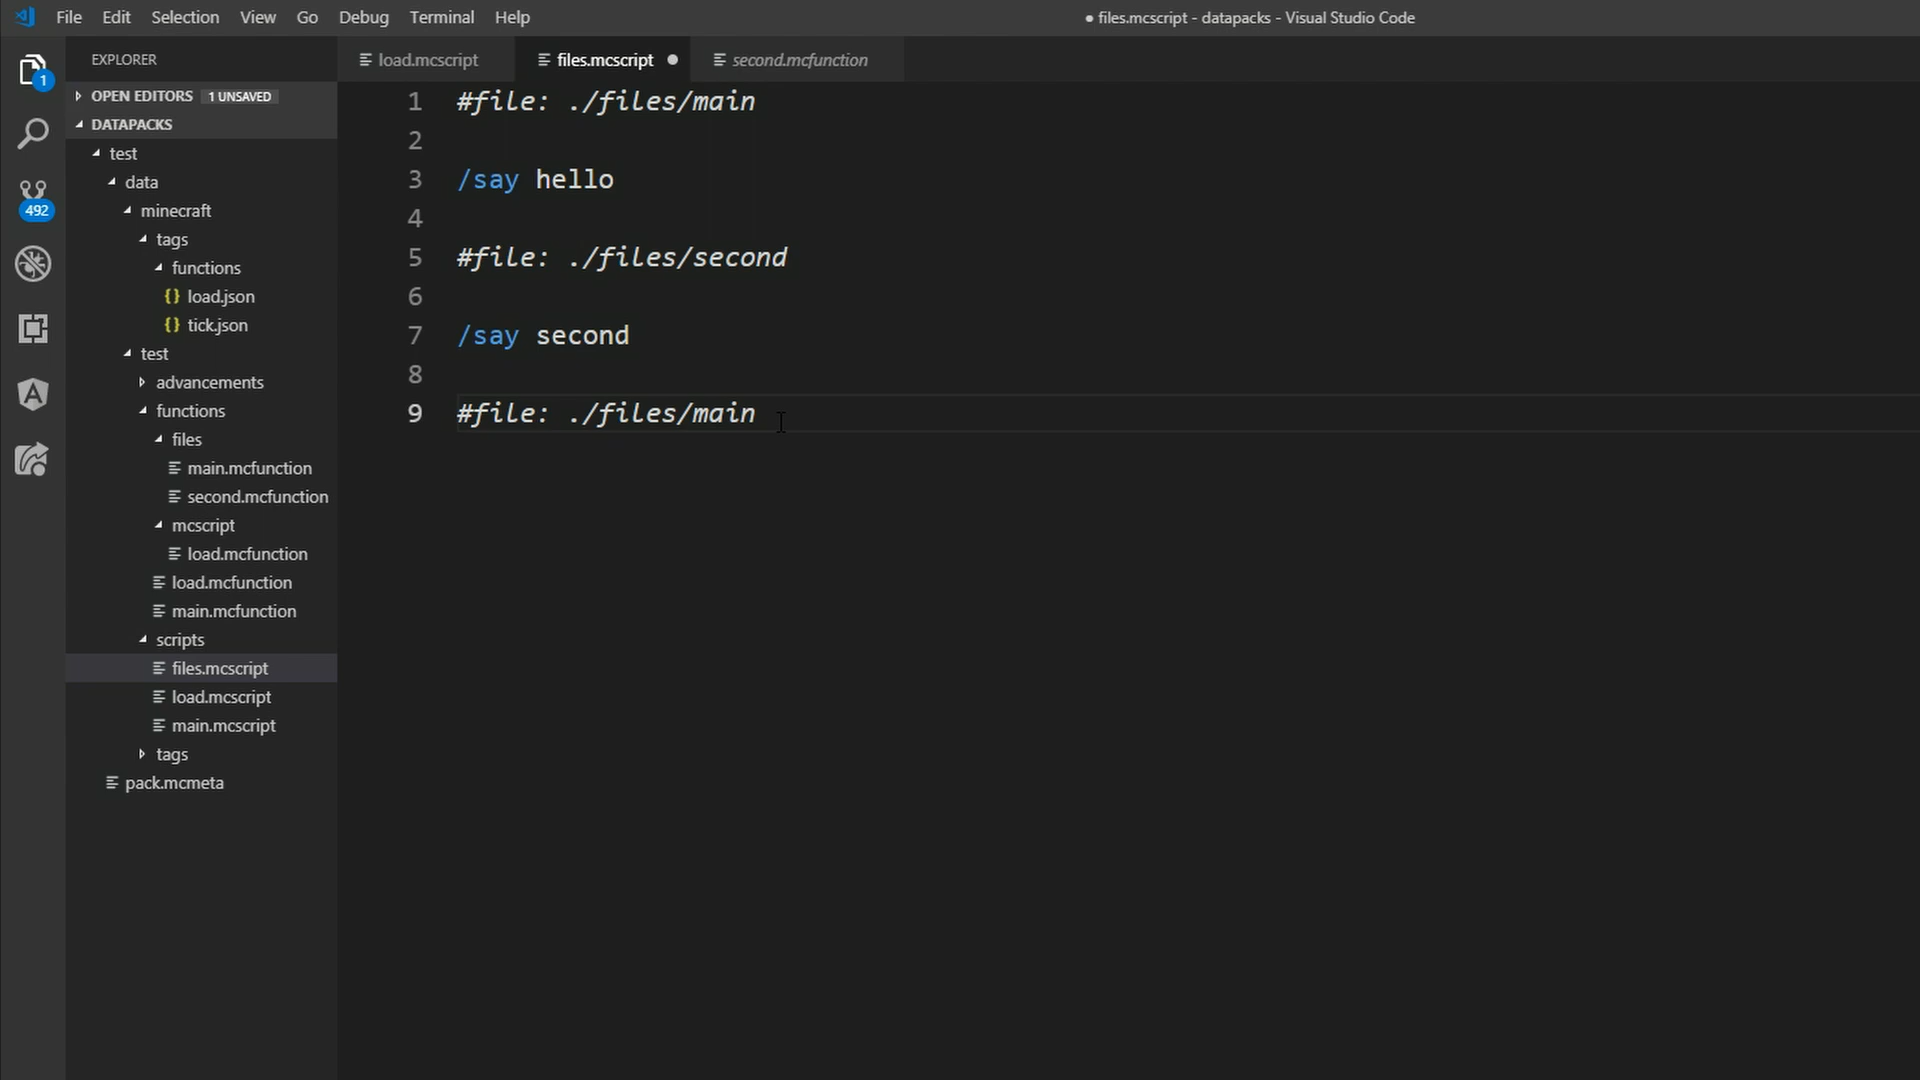 File Edit Selection View Go Debug Terminal Help
● files.mcscript - datapacks - Visual Studio Code
1
492
EXPLORER
OPEN EDITORS 1 UNSAVED
DATAPACKS
test
data
minecraft
tags
functions
{} load.json
{} tick.json
test
advancements
functions
files
main.mcfunction
second.mcfunction
mcscript
load.mcfunction
load.mcfunction
main.mcfunction
scripts
files.mcscript
load.mcscript
main.mcscript
tags
pack.mcmeta
load.mcscript files.mcscript ● second.mcfunction
1 #file: ./files/main
2
3 /say hello
4
5 #file: ./files/second
6
7 /say second
8
9 #file: ./files/main